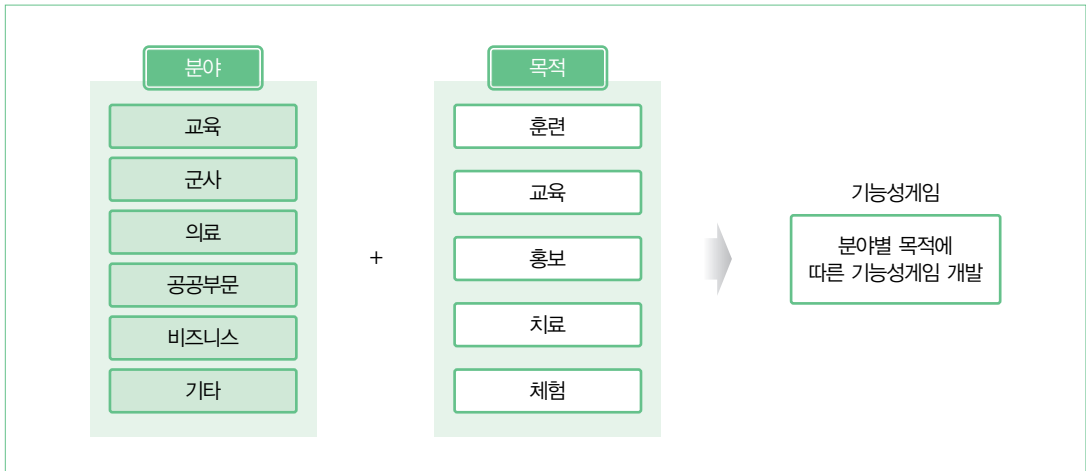 분야
교육
군사
의료
공공부문
비즈니스
기타
+
목적
훈련
교육
홍보
치료
체험
기능성게임
분야별 목적에
따른 기능성게임 개발